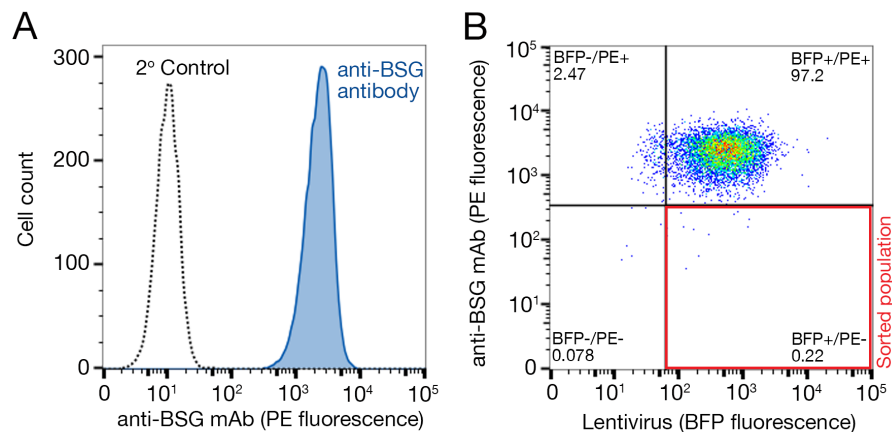 A
300
200
100
0
Cell count
2° Control
anti-BSG
antibody
0 10¹ 10² 10³ 10⁴ 10⁵
anti-BSG mAb (PE fluorescence)
B
10⁵
10⁴
10³
10²
10¹
0
anti-BSG mAb (PE fluorescence)
BFP-/PE+
2.47
BFP+/PE+
97.2
BFP-/PE-
0.078
BFP+/PE-
0.22
Sorted population
0 10¹ 10² 10³ 10⁴ 10⁵
Lentivirus (BFP fluorescence)